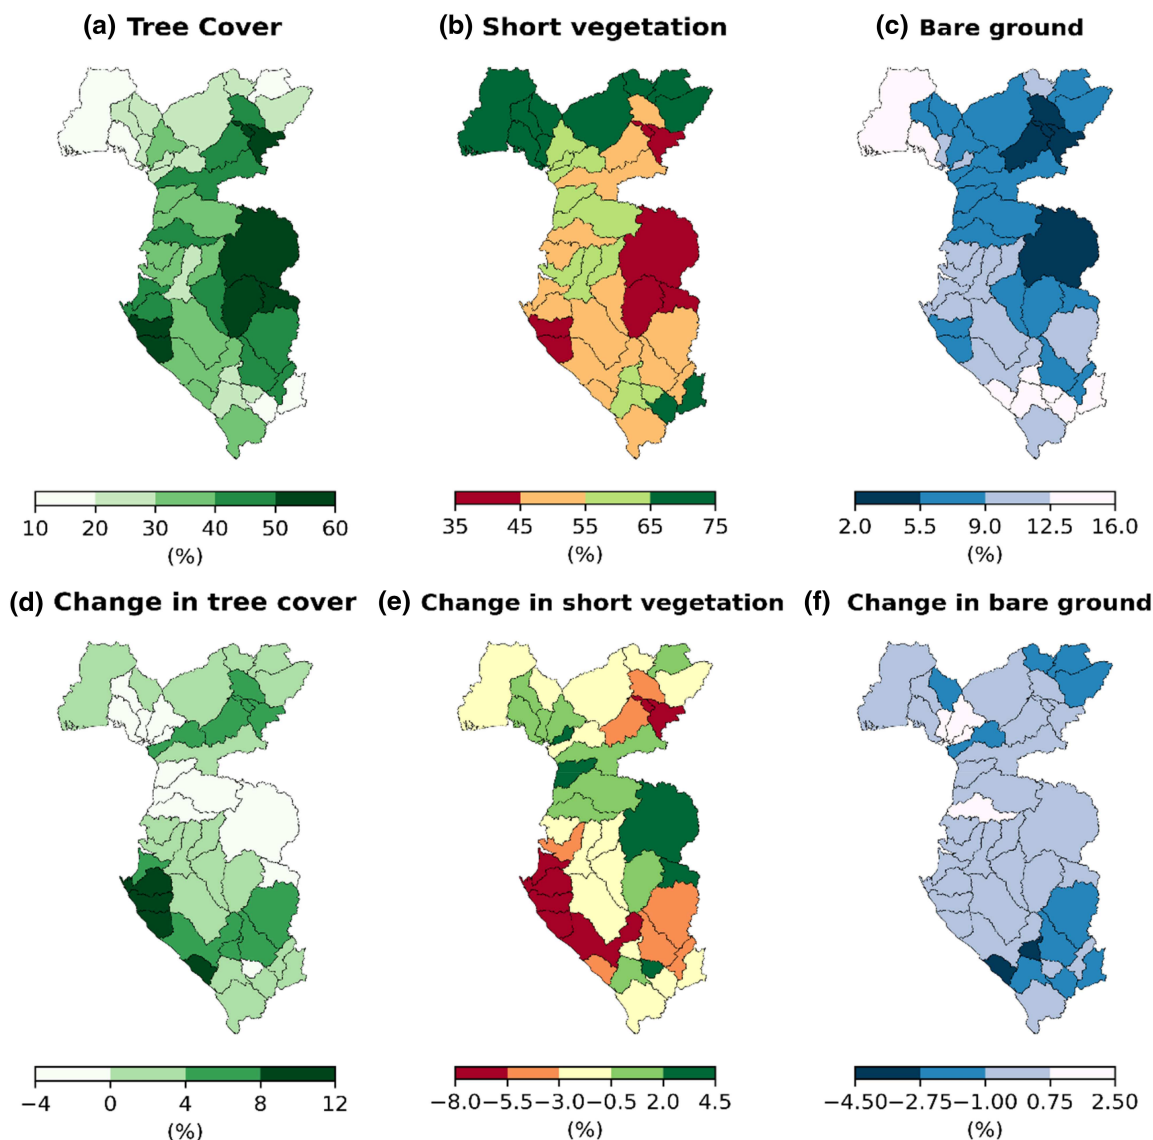 (a) Tree Cover (b) Short vegetation (c) Bare ground
10 20 30 40 50 60 35 45 55 65 75 2.0 5.5 9.0 12.5 16.0
(%) (%) (%)
(d) Change in tree cover (e) Change in short vegetation (f) Change in bare ground
−4 0 4 8 12 −8.0 −5.5 −3.0 −0.5 2.0 4.5 −4.50 −2.75 −1.00 0.75 2.50
(%) (%) (%)